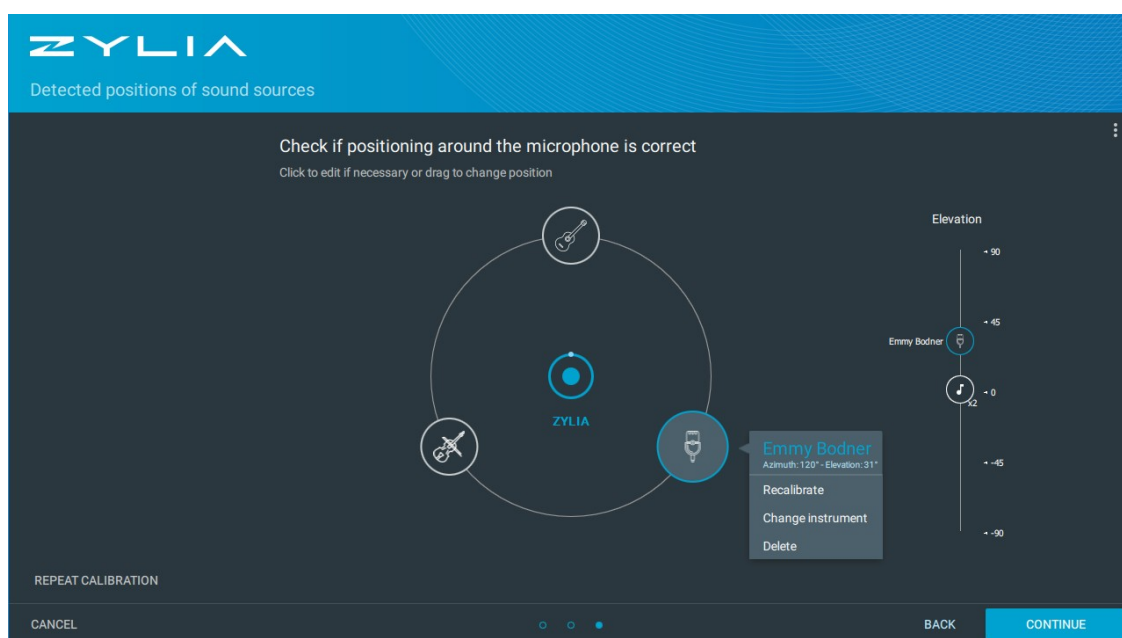 ZYLIA
Detected positions of sound sources
Check if positioning around the microphone is correct
Click to edit if necessary or drag to change position
Elevation
90
45
Emmy Bodner
0
x2
ZYLIA
Emmy Bodner
Azimuth: 120° - Elevation: 31°
-45
Recalibrate
Change instrument
-90
Delete
REPEAT CALIBRATION
CANCEL
BACK
CONTINUE